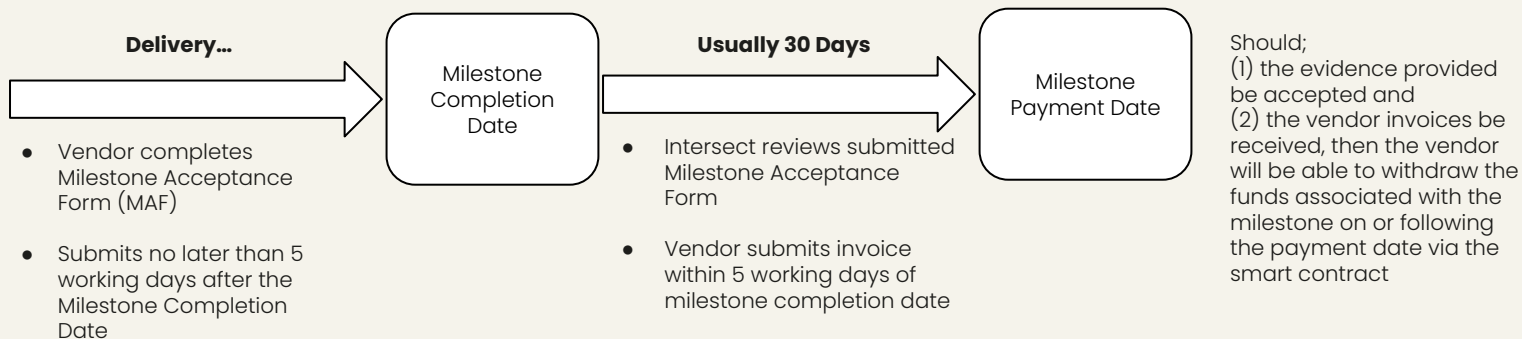 Delivery…
● Vendor completes
Milestone Acceptance
Form (MAF)
● Submits no later than 5
working days after the
Milestone Completion
Date
Milestone
Completion
Date
Usually 30 Days
● Intersect reviews submitted
Milestone Acceptance
Form
● Vendor submits invoice
within 5 working days of
milestone completion date
Milestone
Payment Date
Should;
(1) the evidence provided
be accepted and
(2) the vendor invoices be
received, then the vendor
will be able to withdraw the
funds associated with the
milestone on or following
the payment date via the
smart contract